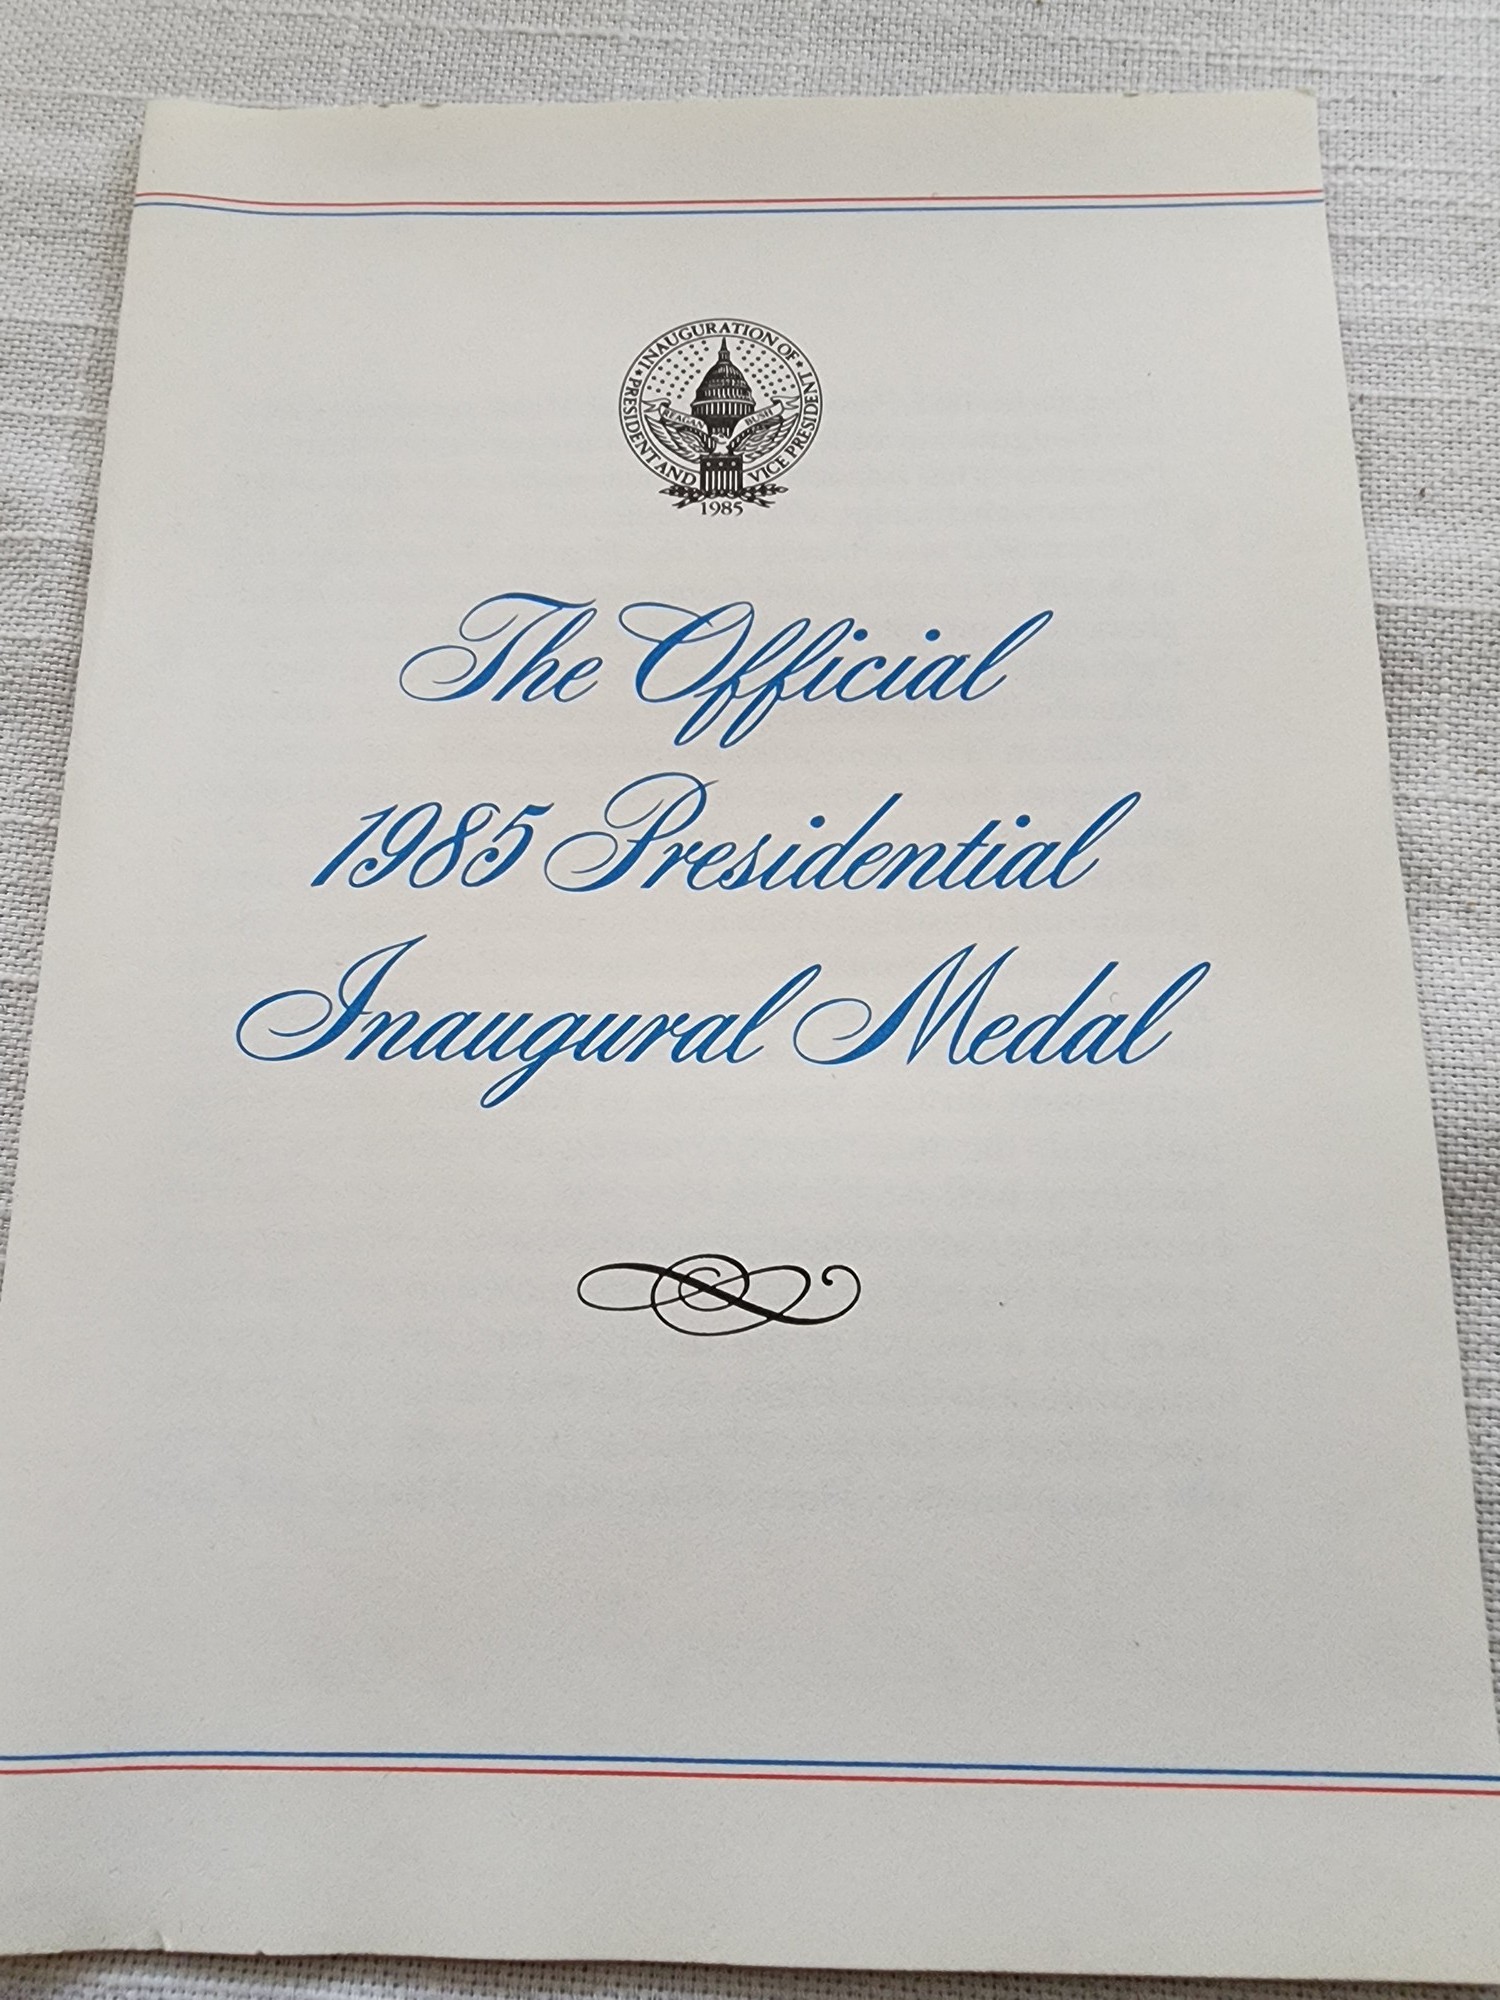 ★ INAUGURATION OF ★
PRESIDENT AND VICE PRESIDENT
REAGAN BUSH
1985
The Official
1985 Presidential
Inaugural Medal